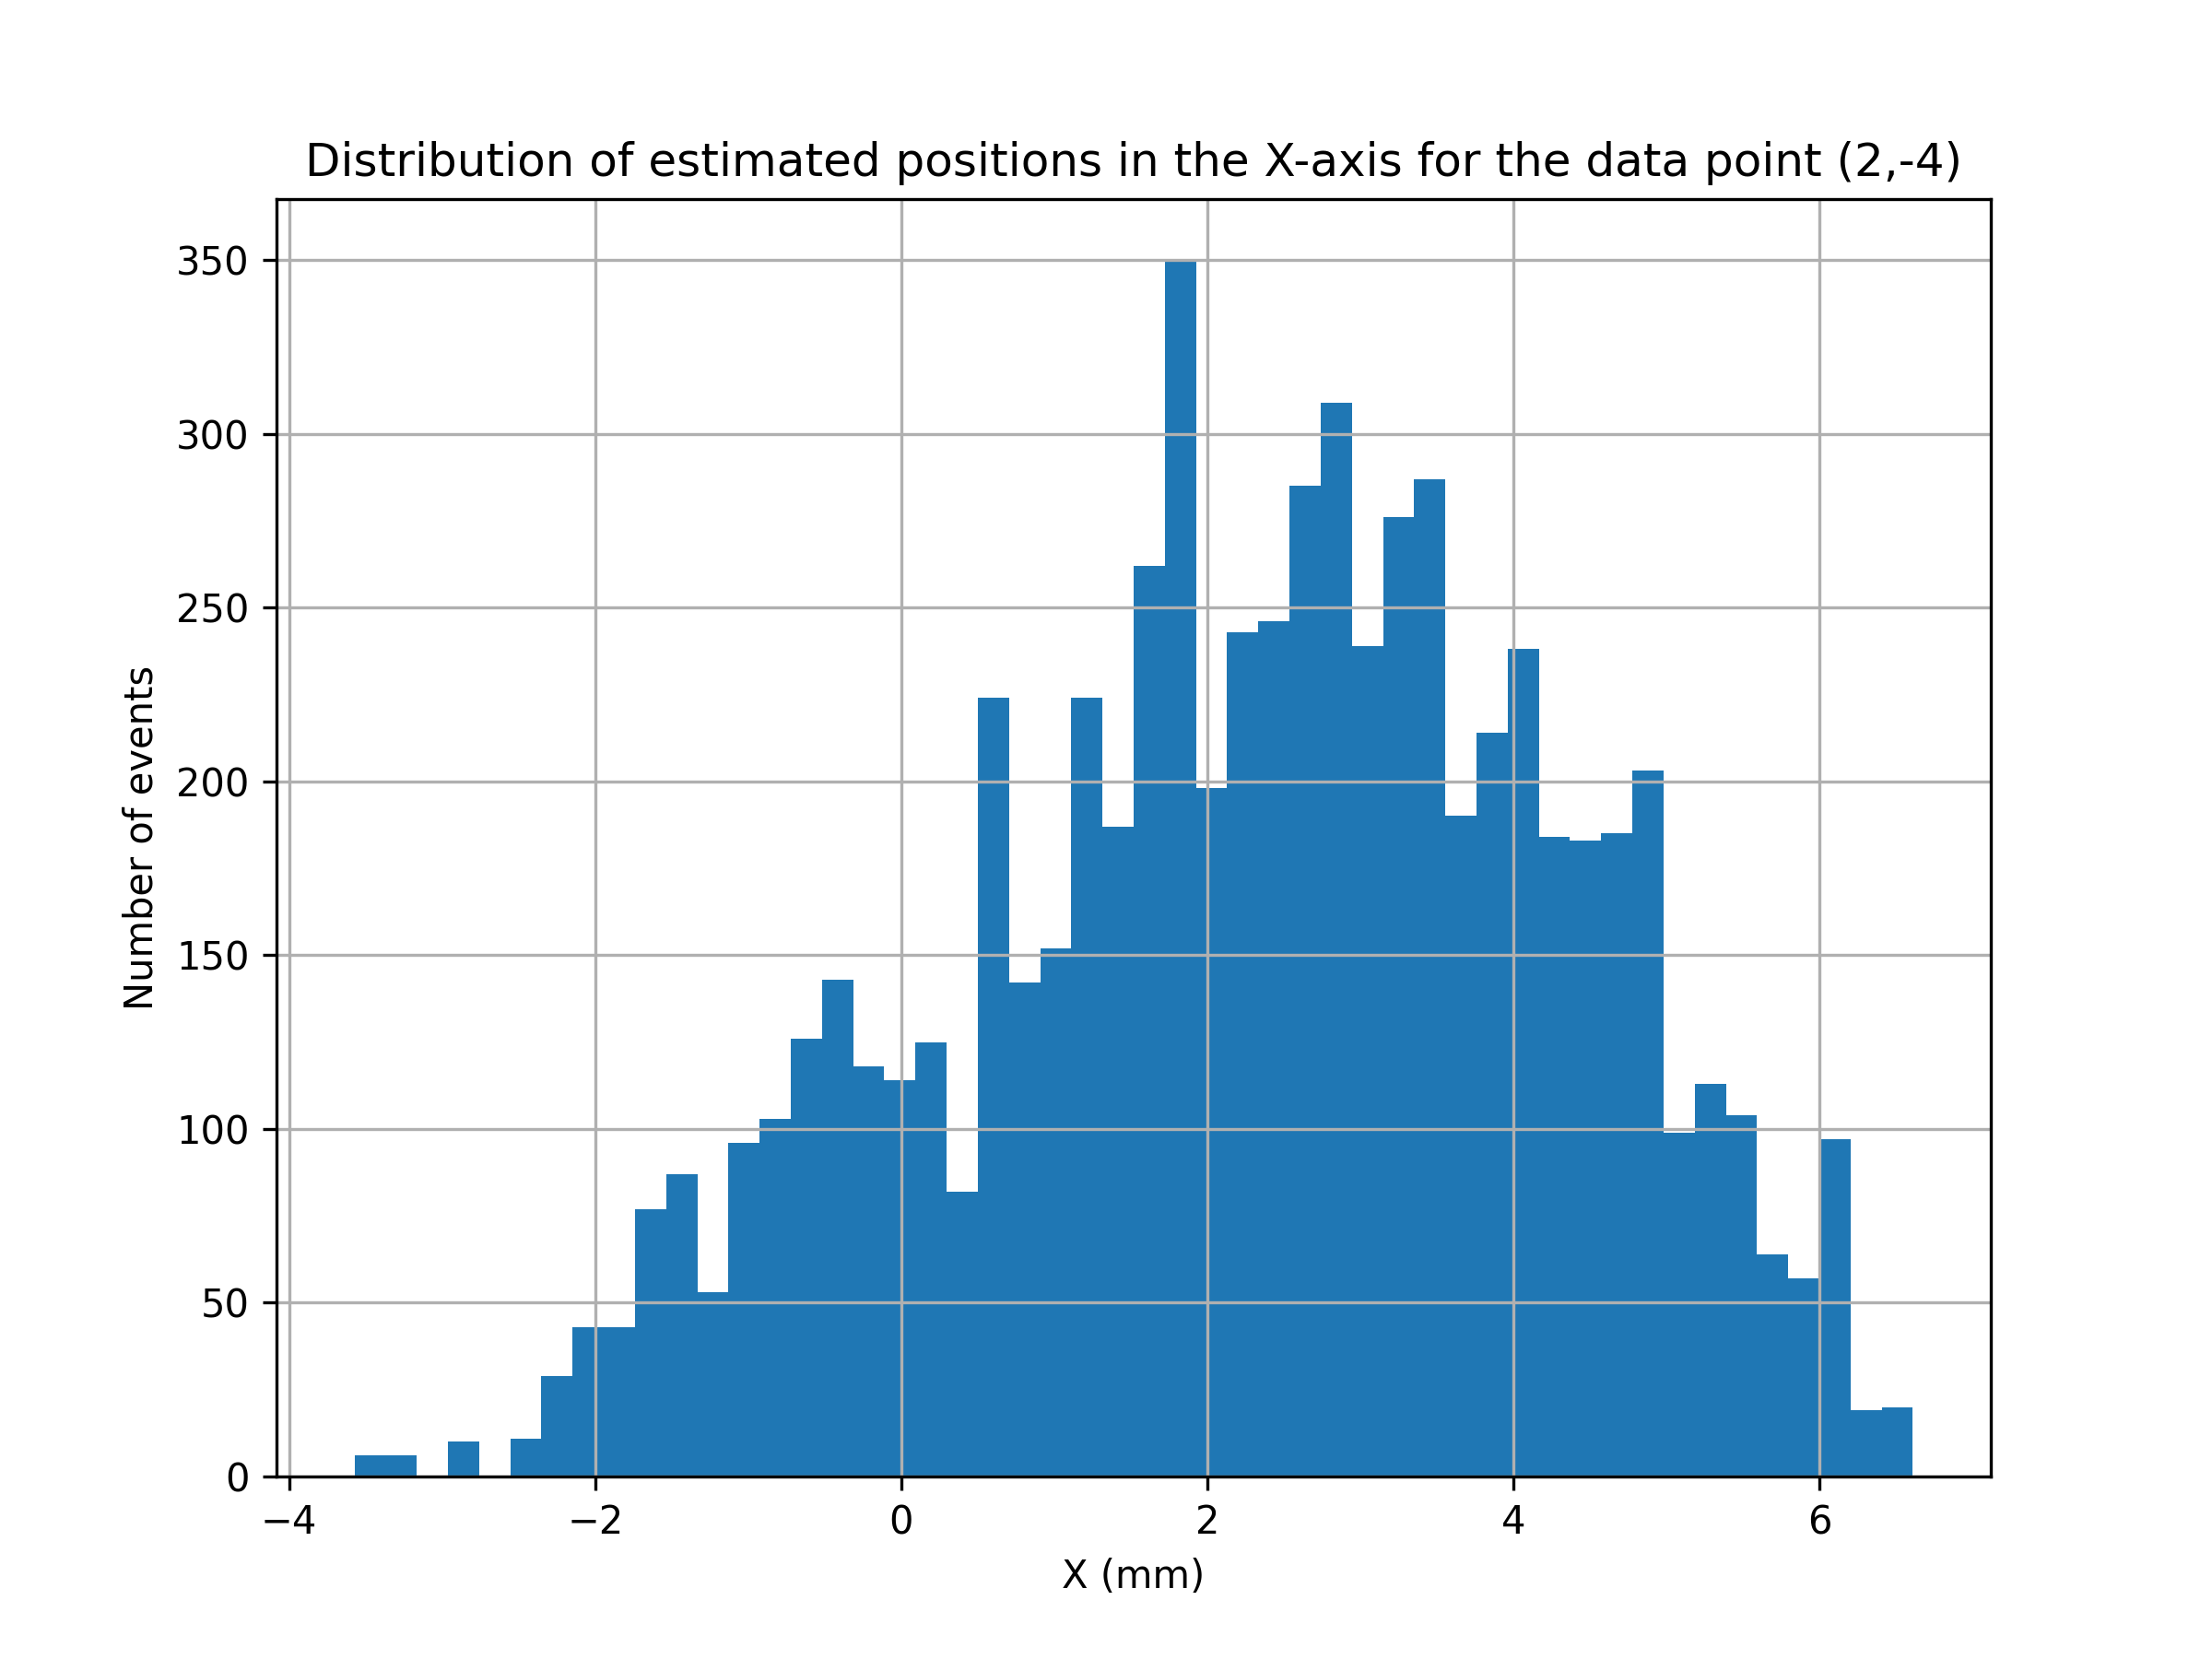 Distribution of estimated positions in the X-axis for the data point (2,-4)
350
300
250
200
150
100
50
0
Number of events
−4 −2 0 2 4 6
X (mm)